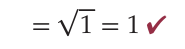 = √1 = 1 ✔